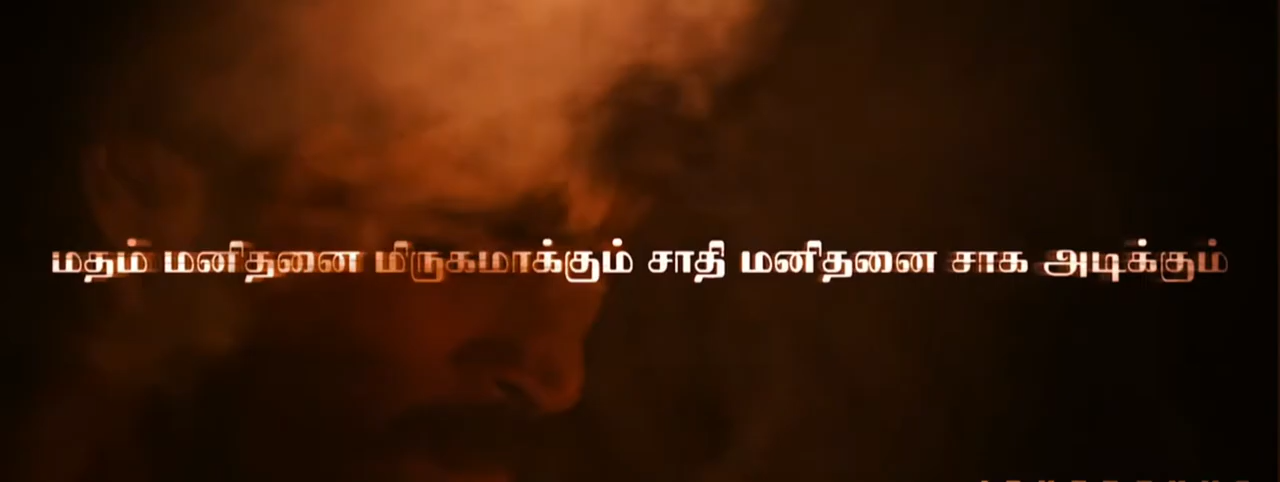 மதம் மனிதனை மிருகமாக்கும் சாதி மனிதனை சாக அடிக்கும்